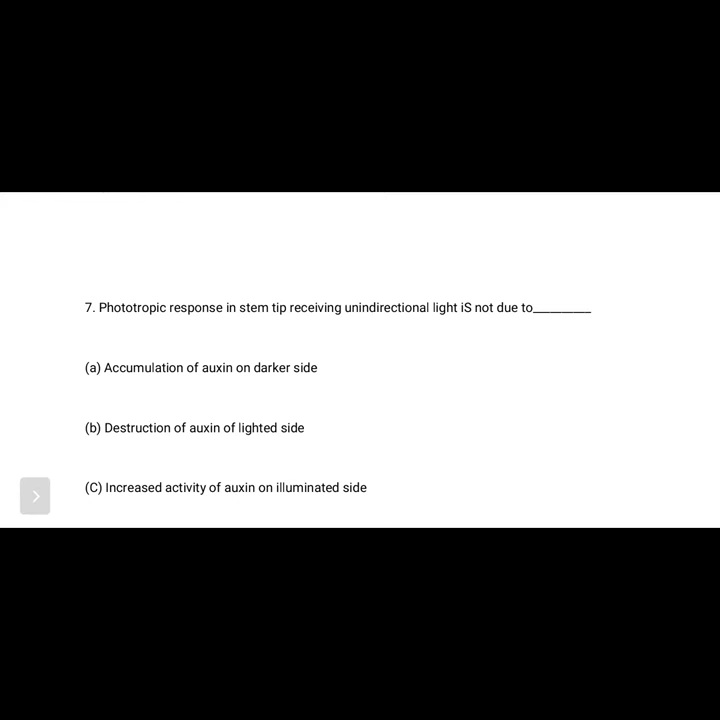 7. Phototropic response in stem tip receiving unindirectional light iS not due to_________
(a) Accumulation of auxin on darker side
(b) Destruction of auxin of lighted side
(C) Increased activity of auxin on illuminated side